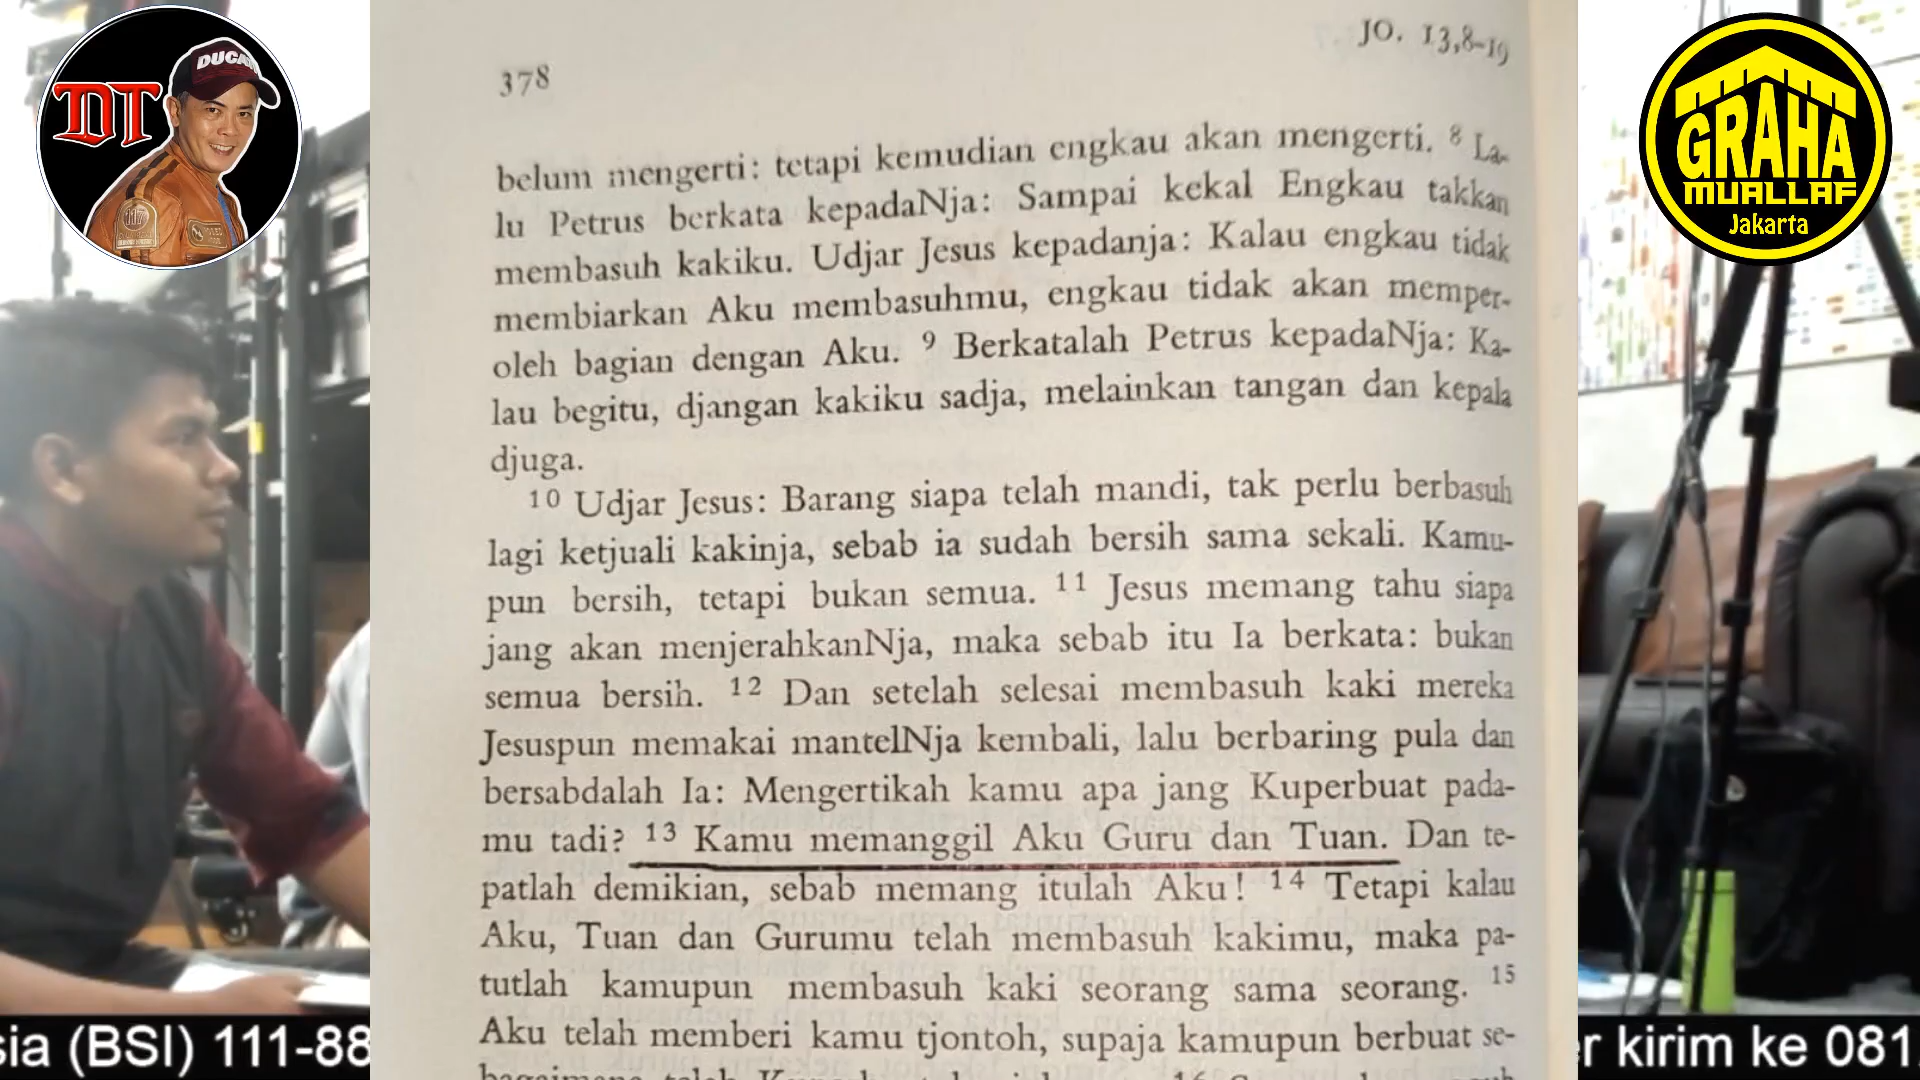 DT
DUCATI
GRAHA
MUALLAF
Jakarta
378
JO. 13,8-19
belum mengerti: tetapi kemudian engkau akan mengerti. 8 La-
lu Petrus berkata kepadaNja: Sampai kekal Engkau takkan
membasuh kakiku. Udjar Jesus kepadanja: Kalau engkau tidak
membiarkan Aku membasuhmu, engkau tidak akan memper-
oleh bagian dengan Aku. 9 Berkatalah Petrus kepadaNja: Ka-
lau begitu, djangan kakiku sadja, melainkan tangan dan kepala
djuga.
10 Udjar Jesus: Barang siapa telah mandi, tak perlu berbasuh
lagi ketjuali kakinja, sebab ia sudah bersih sama sekali. Kamu-
pun bersih, tetapi bukan semua. 11 Jesus memang tahu siapa
jang akan menjerahkanNja, maka sebab itu Ia berkata: bukan
semua bersih. 12 Dan setelah selesai membasuh kaki mereka
Jesuspun memakai mantelNja kembali, lalu berbaring pula dan
bersabdalah Ia: Mengertikah kamu apa jang Kuperbuat pada-
mu tadi? 13 Kamu memanggil Aku Guru dan Tuan. Dan te-
patlah demikian, sebab memang itulah Aku! 14 Tetapi kalau
Aku, Tuan dan Gurumu telah membasuh kakimu, maka pa-
tutlah kamupun membasuh kaki seorang sama seorang. 15
Aku telah memberi kamu tjontoh, supaja kamupun berbuat se-
sia (BSI) 111-88
r kirim ke 081